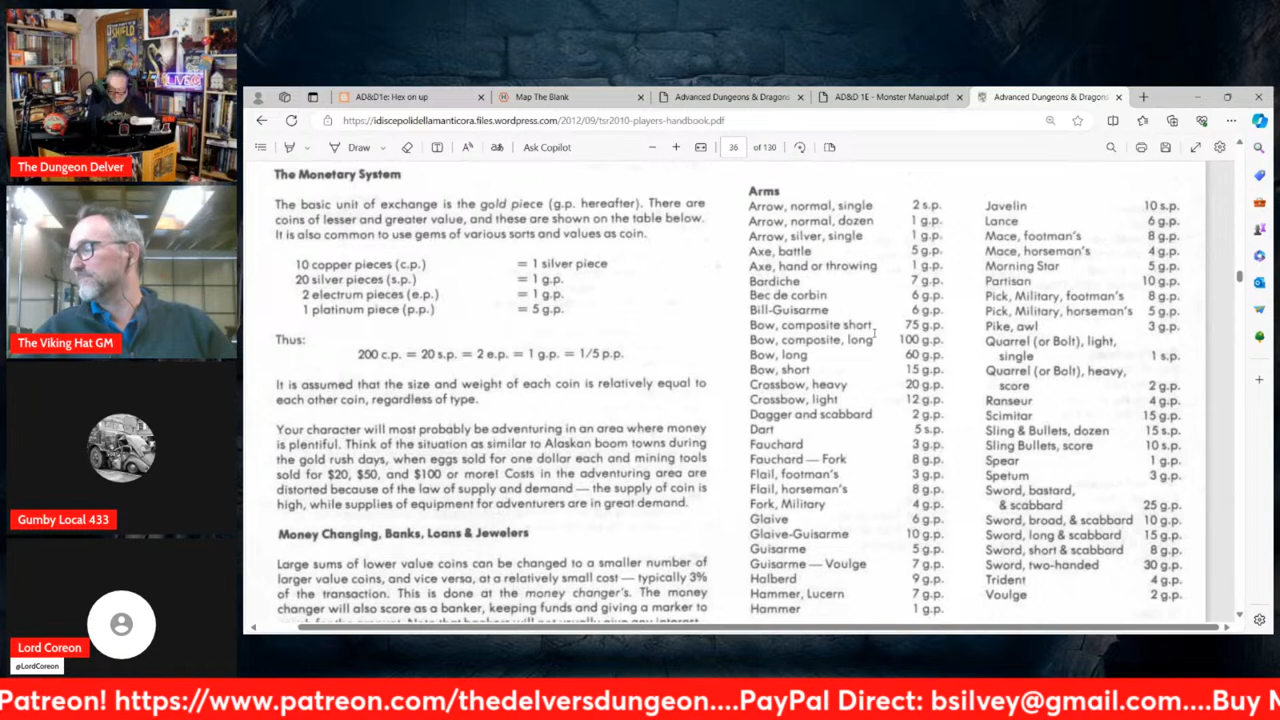 SHIELD
LIVE
The Dungeon Delver
The Viking Hat GM
Gumby Local 433
Lord Coreon
@LordCoreon
AD&D1e: Hex on up
Map The Blank
Advanced Dungeons & Dragons
AD&D 1E - Monster Manual.pdf
Advanced Dungeons & Dragons
https://idiscepolidellamanticora.files.wordpress.com/2012/09/tsr2010-players-handbook.pdf
Draw
Ask Copilot
36
of 130
The Monetary System
The basic unit of exchange is the gold piece (g.p. hereafter). There are
coins of lesser and greater value, and these are shown on the table below.
It is also common to use gems of various sorts and values as coin.
10 copper pieces (c.p.) = 1 silver piece
20 silver pieces (s.p.) = 1 g.p.
2 electrum pieces (e.p.) = 1 g.p.
1 platinum piece (p.p.) = 5 g.p.
Thus:
200 c.p. = 20 s.p. = 2 e.p. = 1 g.p. = 1/5 p.p.
It is assumed that the size and weight of each coin is relatively equal to
each other coin, regardless of type.
Your character will most probably be adventuring in an area where money
is plentiful. Think of the situation as similar to Alaskan boom towns during
the gold rush days, when eggs sold for one dollar each and mining tools
sold for $20, $50, and $100 or more! Costs in the adventuring area are
distorted because of the law of supply and demand — the supply of coin is
high, while supplies of equipment for adventurers are in great demand.
Money Changing, Banks, Loans & Jewelers
Large sums of lower value coins can be changed to a smaller number of
larger value coins, and vice versa, at a relatively small cost — typically 3%
of the transaction. This is done at the money changer's. The money
changer will also score as a banker, keeping funds and giving a marker to
Arms
Arrow, normal, single 2 s.p.
Arrow, normal, dozen 1 g.p.
Arrow, silver, single 1 g.p.
Axe, battle 5 g.p.
Axe, hand or throwing 1 g.p.
Bardiche 7 g.p.
Bec de corbin 6 g.p.
Bill-Guisarme 6 g.p.
Bow, composite short 75 g.p.
Bow, composite, long 100 g.p.
Bow, long 60 g.p.
Bow, short 15 g.p.
Crossbow, heavy 20 g.p.
Crossbow, light 12 g.p.
Dagger and scabbard 2 g.p.
Dart 5 s.p.
Fauchard 3 g.p.
Fauchard — Fork 8 g.p.
Flail, footman's 3 g.p.
Flail, horseman's 8 g.p.
Fork, Military 4 g.p.
Glaive 6 g.p.
Glaive-Guisarme 10 g.p.
Guisarme 5 g.p.
Guisarme — Voulge 7 g.p.
Halberd 9 g.p.
Hammer, Lucern 7 g.p.
Hammer 1 g.p.
Javelin 10 s.p.
Lance 6 g.p.
Mace, footman's 8 g.p.
Mace, horseman's 4 g.p.
Morning Star 5 g.p.
Partisan 10 g.p.
Pick, Military, footman's 8 g.p.
Pick, Military, horseman's 5 g.p.
Pike, awl 3 g.p.
Quarrel (or Bolt), light,
single 1 s.p.
Quarrel (or Bolt), heavy,
score 2 g.p.
Ranseur 4 g.p.
Scimitar 15 g.p.
Sling & Bullets, dozen 15 s.p.
Sling Bullets, score 10 s.p.
Spear 1 g.p.
Spetum 3 g.p.
Sword, bastard,
& scabbard 25 g.p.
Sword, broad, & scabbard 10 g.p.
Sword, long & scabbard 15 g.p.
Sword, short & scabbard 8 g.p.
Sword, two-handed 30 g.p.
Trident 4 g.p.
Voulge 2 g.p.
Patreon! https://www.patreon.com/thedelversdungeon....PayPal Direct: bsilvey@gmail.com....Buy